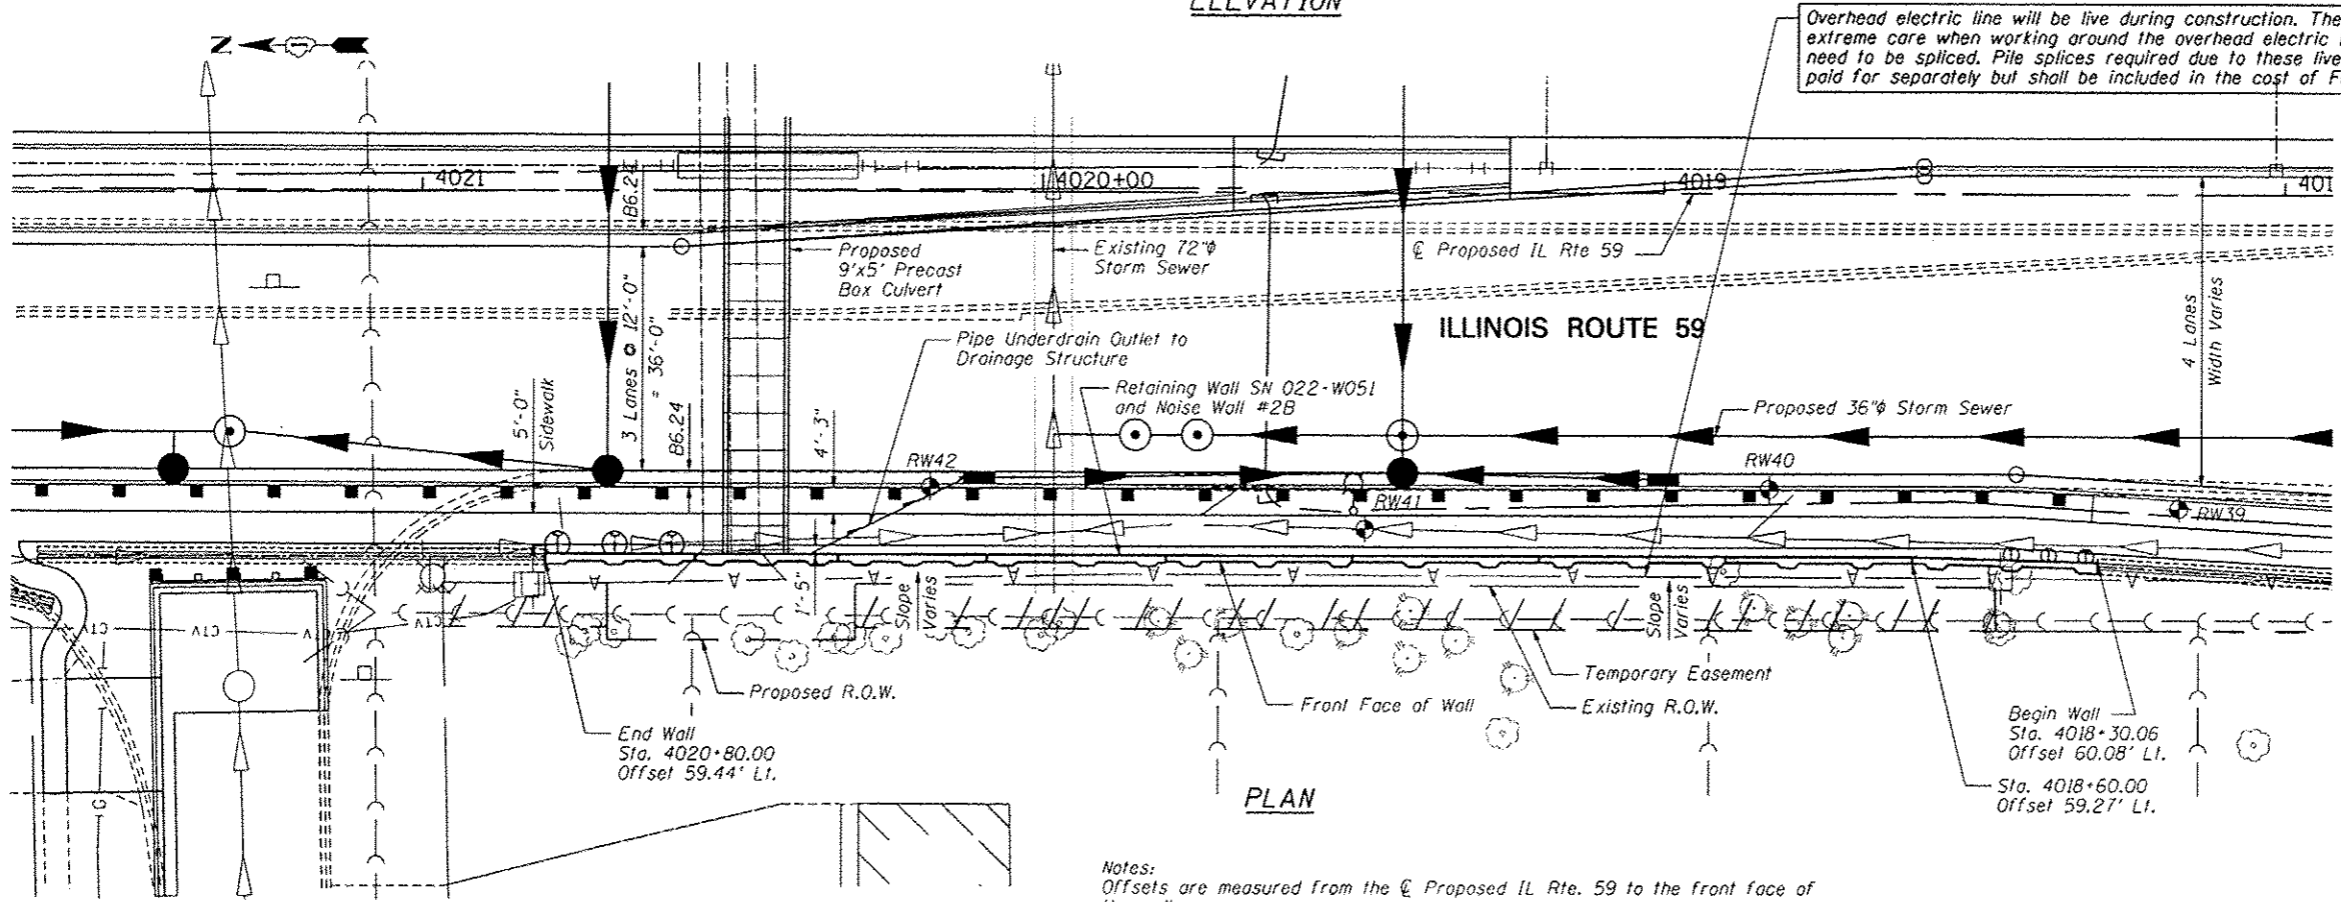 ELEVATION
Overhead electric line will be live during construction. The
extreme care when working around the overhead electric
need to be spliced. Pile splices required due to these live
paid for separately but shall be included in the cost of
N
4021
B6.24
4020+00
4019
401
Proposed
9'x5' Precast
Box Culvert
Existing 72"φ
Storm Sewer
℄ Proposed IL Rte 59
ILLINOIS ROUTE 59
4 Lanes
Width Varies
3 Lanes @ 12'-0"
= 36'-0"
5'-0"
Sidewalk
B6.24
4'-3"
Pipe Underdrain Outlet to
Drainage Structure
Retaining Wall SN 022-W051
and Noise Wall #2B
Proposed 36"φ Storm Sewer
RW42
RW41
RW40
RW39
1'-5"
Slope
Varies
Slope
Varies
CTV
CTV
G
Proposed R.O.W.
Front Face of Wall
Temporary Easement
Existing R.O.W.
End Wall
Sta. 4020+80.00
Offset 59.44' Lt.
Begin Wall
Sta. 4018+30.06
Offset 60.08' Lt.
Sta. 4018+60.00
Offset 59.27' Lt.
PLAN
Notes:
Offsets are measured from the ℄ Proposed IL Rte. 59 to the front face of